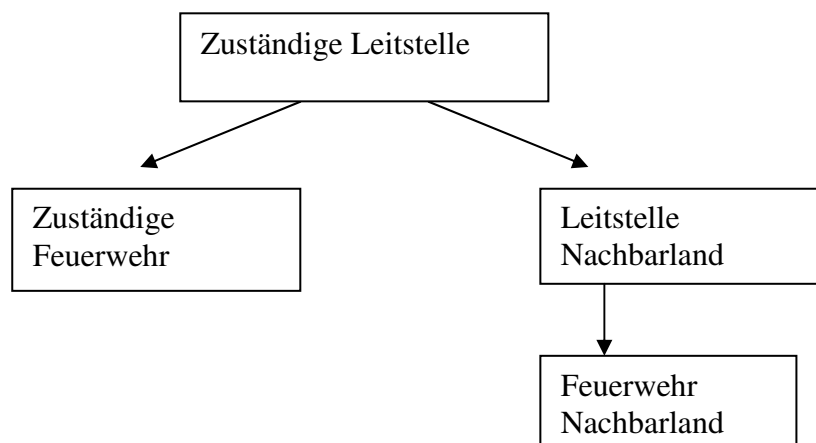 Zuständige Leitstelle
Zuständige
Feuerwehr
Leitstelle
Nachbarland
Feuerwehr
Nachbarland